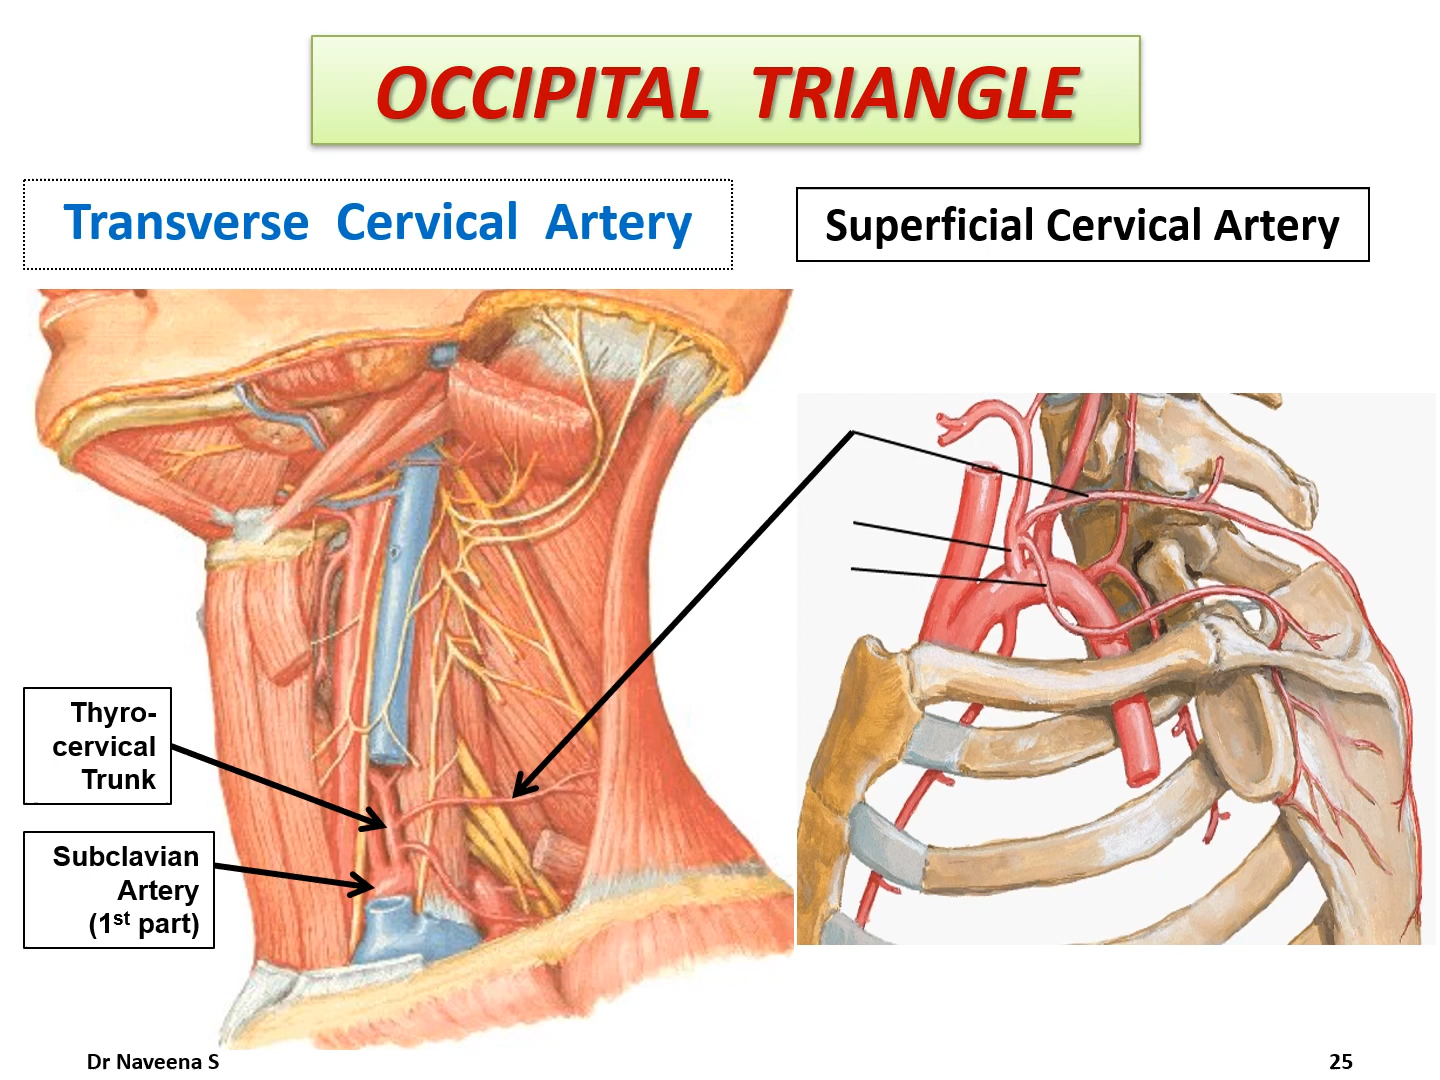 OCCIPITAL TRIANGLE
Transverse Cervical Artery
Superficial Cervical Artery
Thyro-
cervical
Trunk
Subclavian
Artery
(1st part)
Dr Naveena S
25